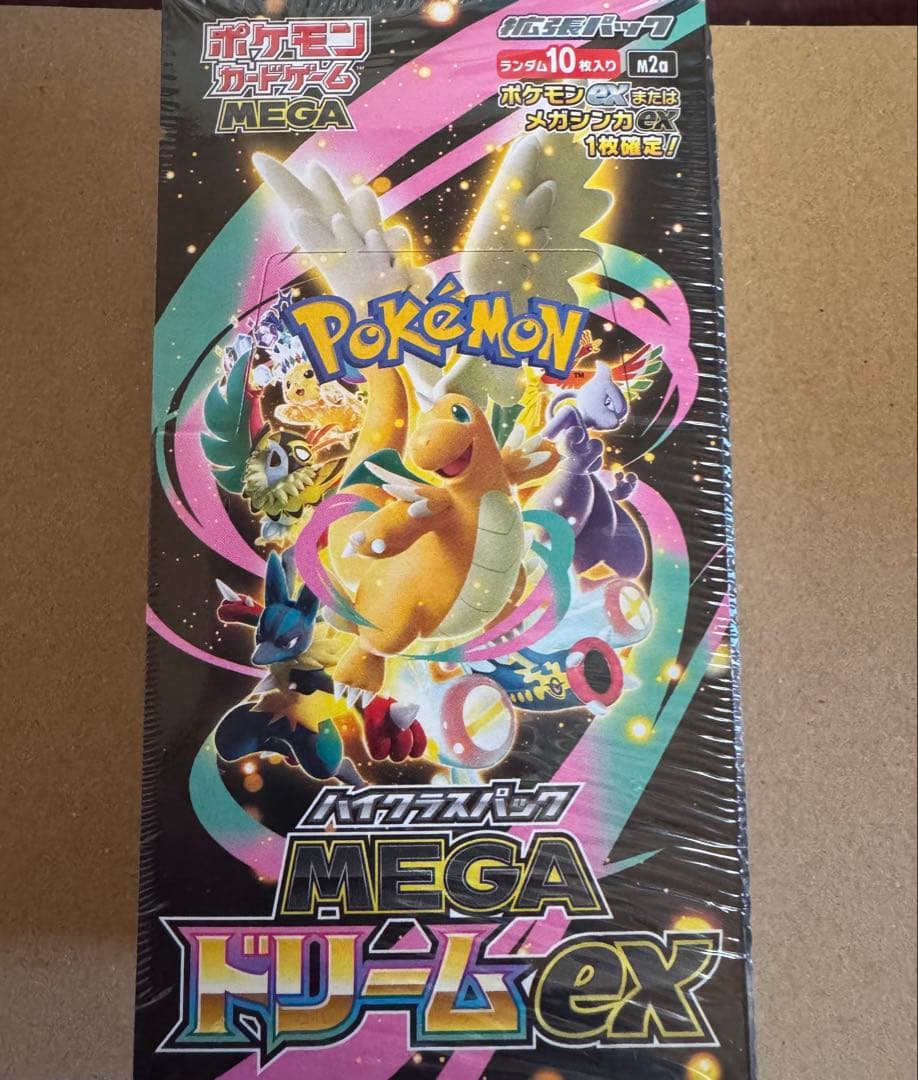 ポケモン
カードゲーム™
MEGA
拡張パック
ランダム10枚入り
M2a
ポケモンexまたは
メガシンカex
1枚確定!
POKéMON™
ハイクラスパック
MEGA
ドリームex